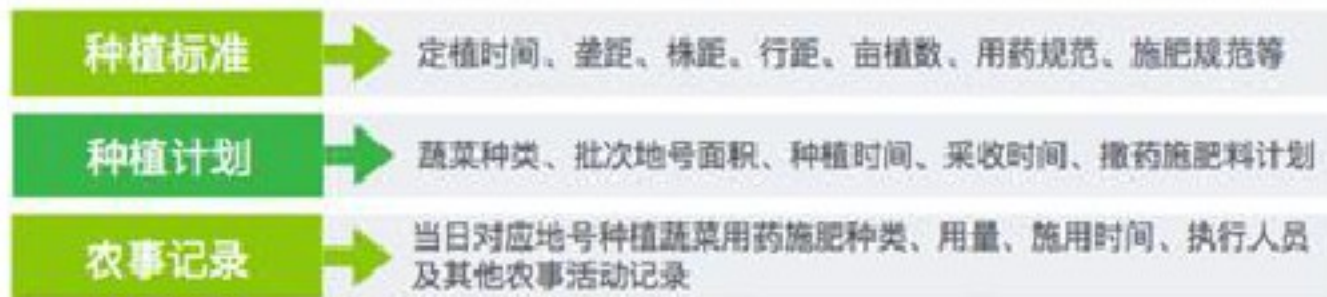 种植标准
定植时间、垄距、株距、行距、亩植数、用药规范、施肥规范等
种植计划
蔬菜种类、批次地号面积、种植时间、采收时间、撒药施肥料计划
农事记录
当日对应地号种植蔬菜用药施肥种类、用量、施用时间、执行人员
及其他农事活动记录